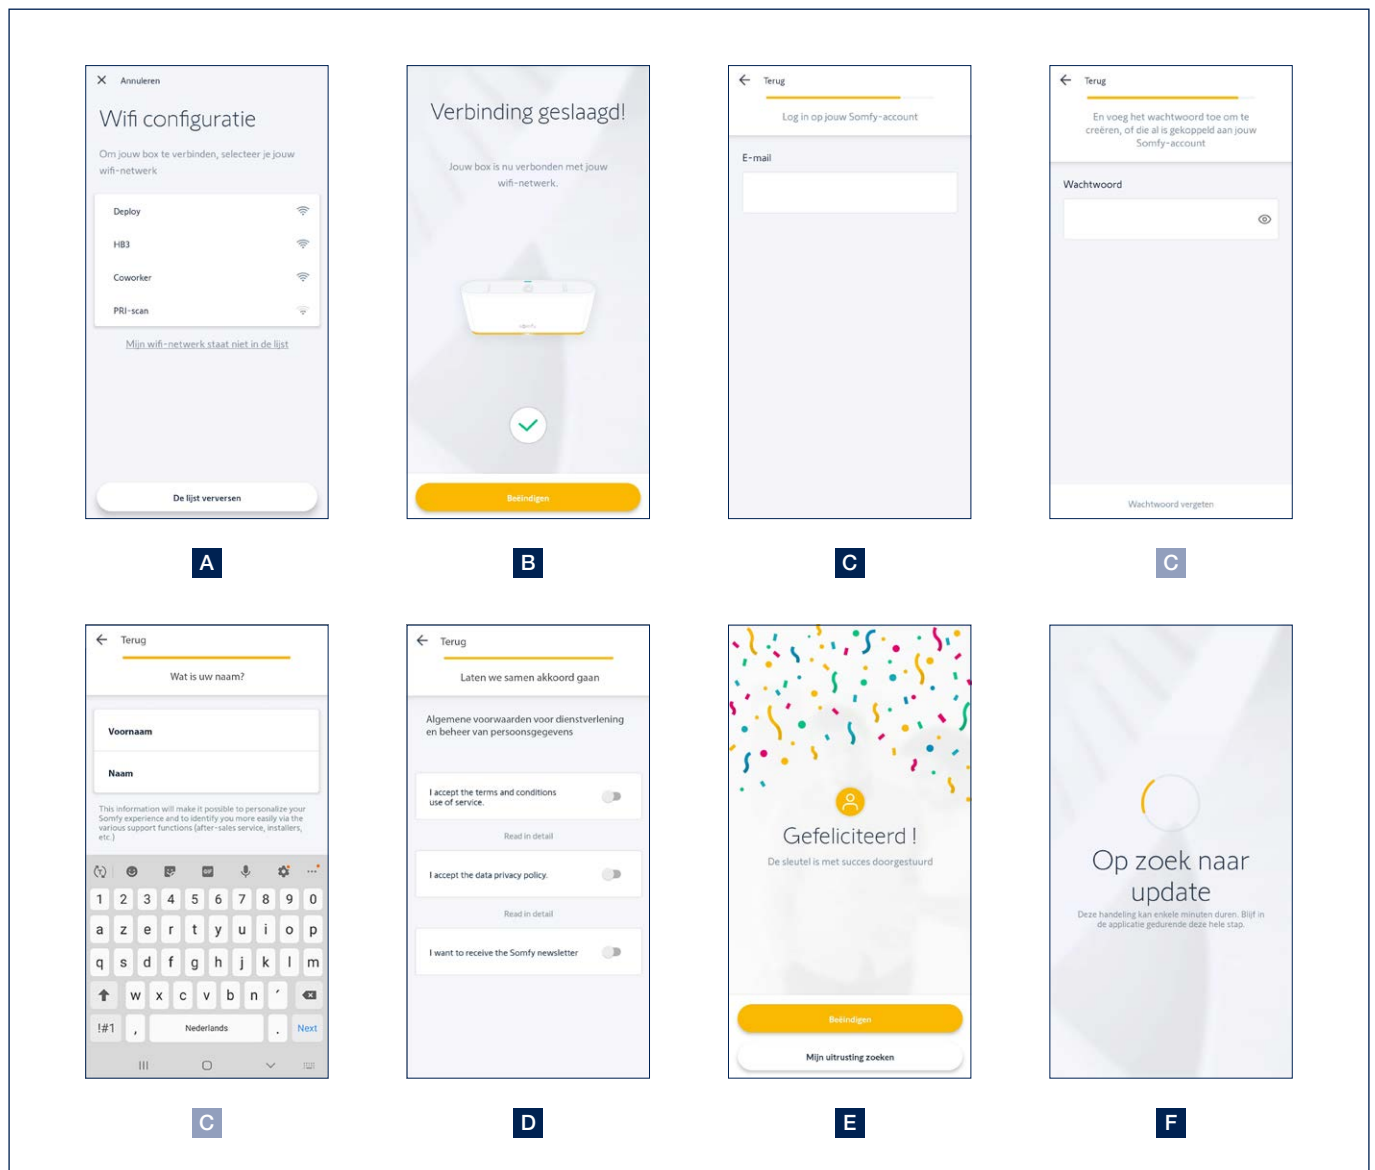 Annuleren
Wifi configuratie
Om jouw box te verbinden, selecteer je jouw
wifi-netwerk
Deploy
HB3
Coworker
PRI-scan
Mijn wifi-netwerk staat niet in de lijst
De lijst verversen
A
Verbinding geslaagd!
Jouw box is nu verbonden met jouw
wifi-netwerk.
somfy
Beëindigen
B
Terug
Log in op jouw Somfy-account
E-mail
C
Terug
En voeg het wachtwoord toe om te
creëren, of die al is gekoppeld aan jouw
Somfy-account
Wachtwoord
Wachtwoord vergeten
C
Terug
Wat is uw naam?
Voornaam
Naam
This information will make it possible to personalize your
Somfy experience and to identify you more easily via the
various support functions (after-sales service, installers,
etc.)
GIF
1 2 3 4 5 6 7 8 9 0
a z e r t y u i o p
q s d f g h j k l m
w x c v b n ´
!#1 , Nederlands . Next
C
Terug
Laten we samen akkoord gaan
Algemene voorwaarden voor dienstverlening
en beheer van persoonsgegevens
I accept the terms and conditions
use of service.
Read in detail
I accept the data privacy policy.
Read in detail
I want to receive the Somfy newsletter
D
Gefeliciteerd !
De sleutel is met succes doorgestuurd
Beëindigen
Mijn uitrusting zoeken
E
Op zoek naar
update
Deze handeling kan enkele minuten duren. Blijf in
de applicatie gedurende deze hele stap.
F